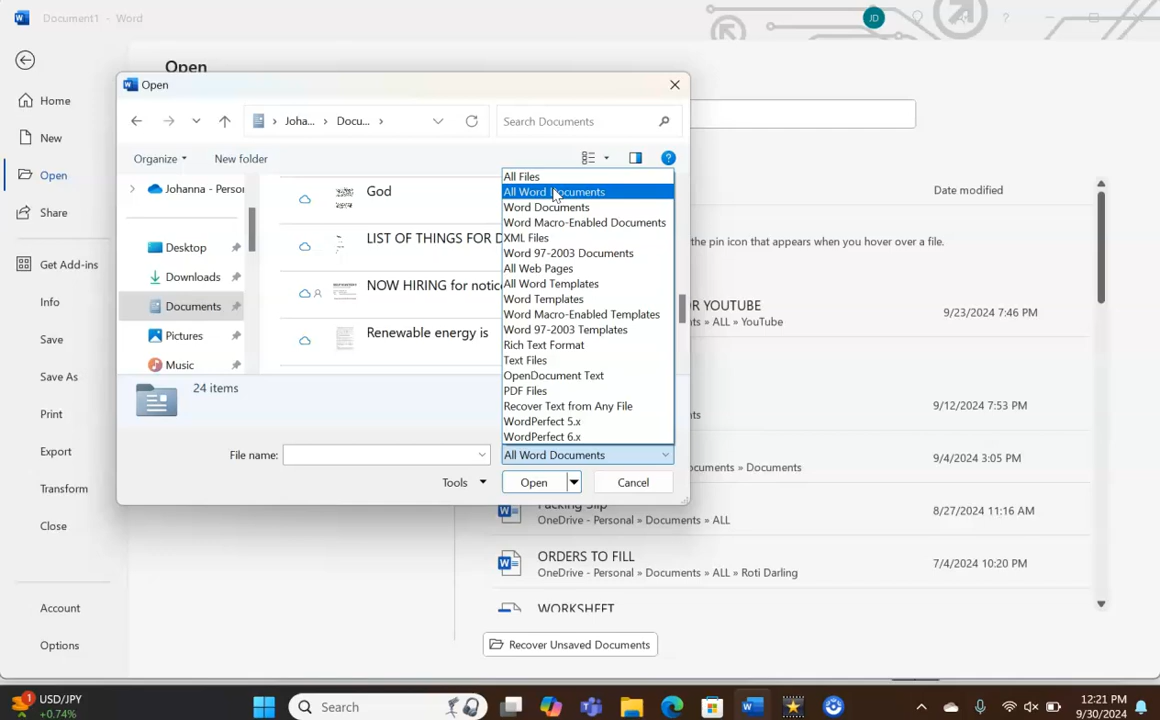 Document1 - Word
JD
?
Open
Home
New
Open
Share
Get Add-ins
Info
Save
Save As
Print
Export
Transform
Close
Account
Options
Open
Joha...
Docu...
Search Documents
Organize
New folder
?
Johanna - Perso
Desktop
Downloads
Documents
Pictures
Music
God
LIST OF THINGS FOR D
NOW HIRING for notice
Renewable energy is
24 items
File name:
All Files
All Word Documents
Word Documents
Word Macro-Enabled Documents
XML Files
Word 97-2003 Documents
All Web Pages
All Word Templates
Word Templates
Word Macro-Enabled Templates
Word 97-2003 Templates
Rich Text Format
Text Files
OpenDocument Text
PDF Files
Recover Text from Any File
WordPerfect 5.x
WordPerfect 6.x
All Word Documents
Tools
Open
Cancel
Date modified
the pin icon that appears when you hover over a file.
OR YOUTUBE
nts » ALL » YouTube
9/23/2024 7:46 PM
9/12/2024 7:53 PM
nts
9/4/2024 3:05 PM
ocuments » Documents
Packing Slip
OneDrive - Personal » Documents » ALL
8/27/2024 11:16 AM
ORDERS TO FILL
OneDrive - Personal » Documents » ALL » Roti Darling
7/4/2024 10:20 PM
WORKSHEET
Recover Unsaved Documents
1
USD/JPY
+0.74%
Search
12:21 PM
9/30/2024